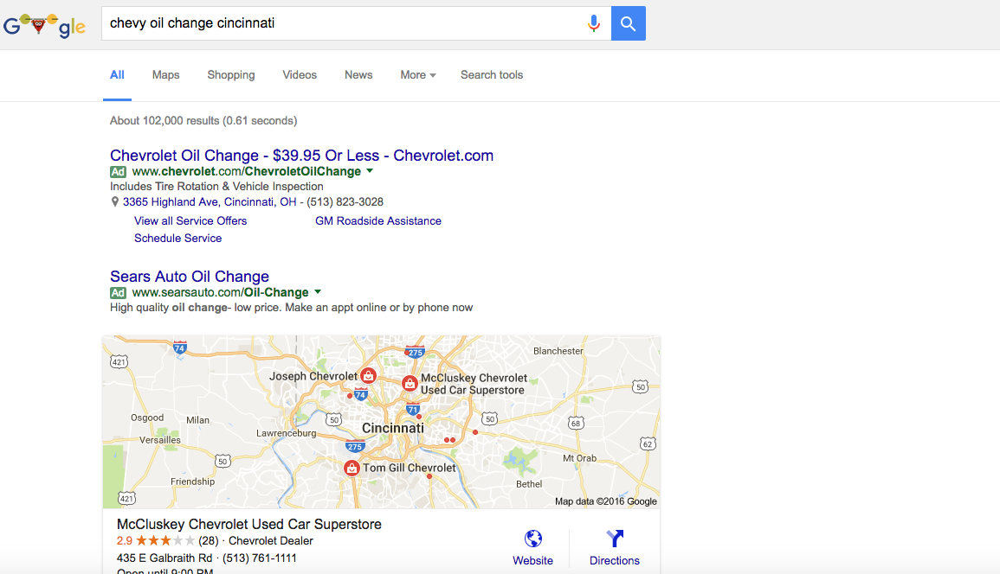 Google
chevy oil change cincinnati
All Maps Shopping Videos News More Search tools
About 102,000 results (0.61 seconds)
Chevrolet Oil Change - $39.95 Or Less - Chevrolet.com
Ad www.chevrolet.com/ChevroletOilChange
Includes Tire Rotation & Vehicle Inspection
3365 Highland Ave, Cincinnati, OH - (513) 823-3028
View all Service Offers GM Roadside Assistance
Schedule Service
Sears Auto Oil Change
Ad www.searsauto.com/Oil-Change
High quality oil change- low price. Make an appt online or by phone now
74
275
Blanchester
421
Joseph Chevrolet
McCluskey Chevrolet
Used Car Superstore
50
74
71
Osgood
Milan
50
50
68
Cincinnati
Lawrenceburg
Versailles
275
62
50
Mt Orab
Tom Gill Chevrolet
Friendship
Bethel
421
Map data ©2016 Google
McCluskey Chevrolet Used Car Superstore
2.9 (28) · Chevrolet Dealer
435 E Galbraith Rd · (513) 761-1111
Website Directions
Open until 9:00 PM